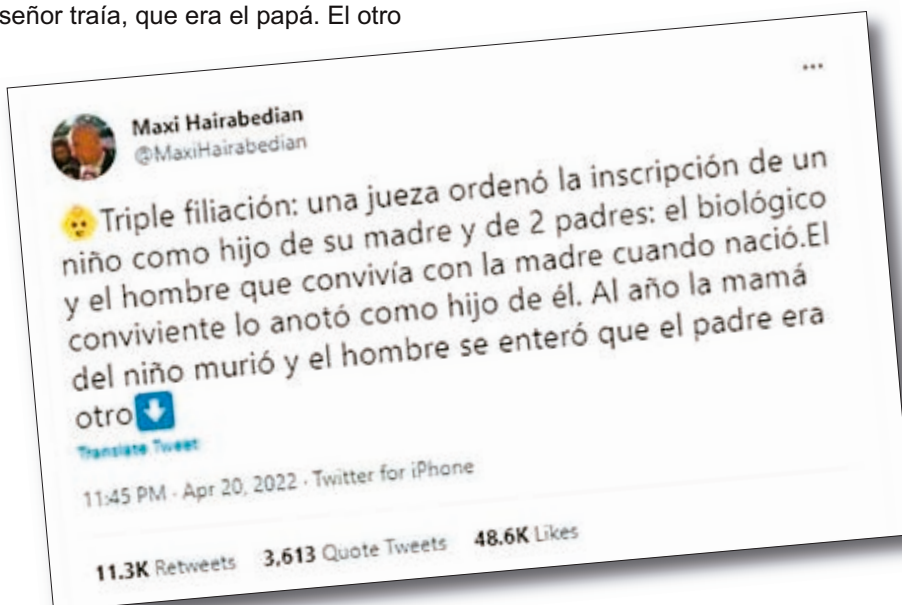 señor traía, que era el papá. El otro
...
Maxi Hairabedian
@MaxiHairabedian
👶Triple filiación: una jueza ordenó la inscripción de un
niño como hijo de su madre y de 2 padres: el biológico
y el hombre que convivía con la madre cuando nació.El
conviviente lo anotó como hijo de él. Al año la mamá
del niño murió y el hombre se enteró que el padre era
otro⬇️
Translate Tweet
11:45 PM · Apr 20, 2022 · Twitter for iPhone
11.3K Retweets 3,613 Quote Tweets 48.6K Likes